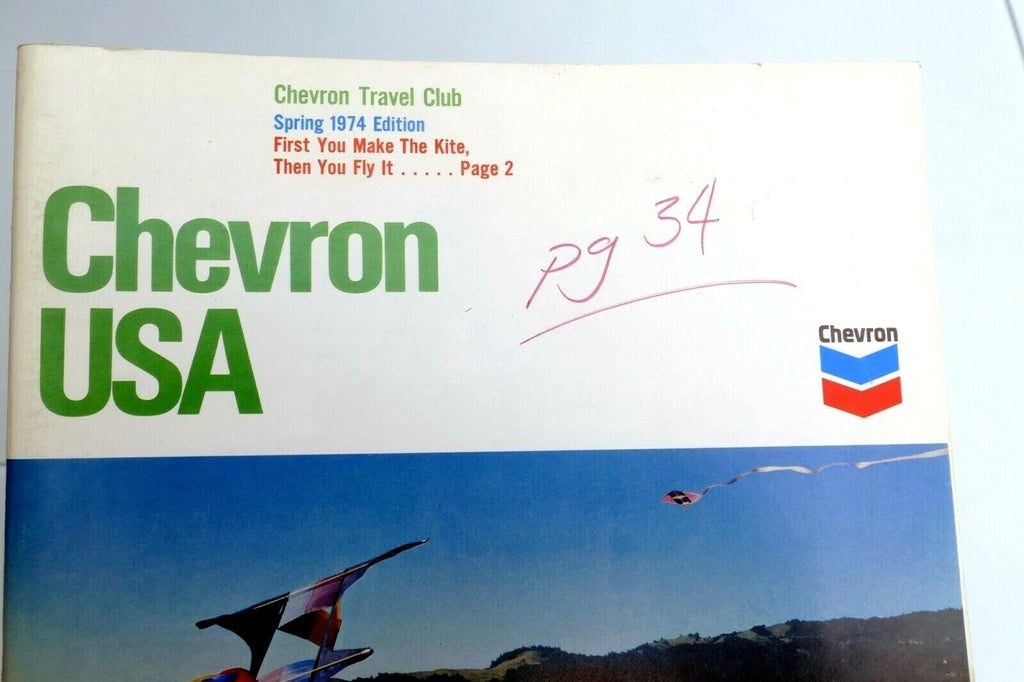 Chevron Travel Club
Spring 1974 Edition
First You Make The Kite,
Then You Fly It . . . . . Page 2
Chevron
USA
pg 34
Chevron